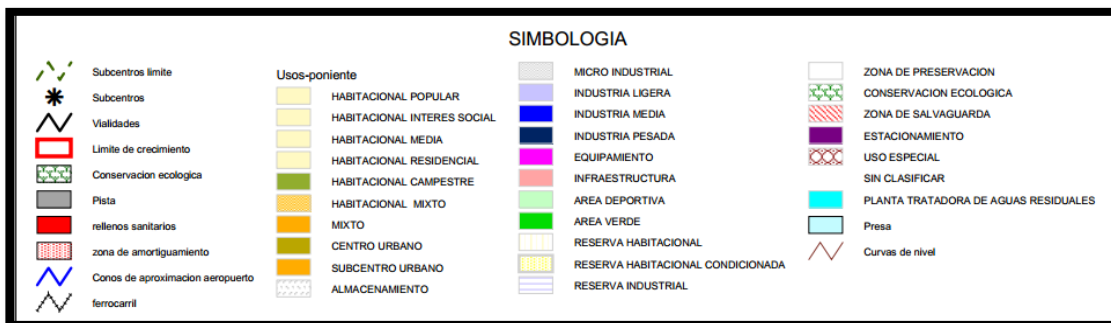 SIMBOLOGIA
Subcentros limite
Subcentros
Vialidades
Limite de crecimiento
Conservacion ecologica
Pista
rellenos sanitarios
zona de amortiguamiento
Conos de aproximacion aeropuerto
ferrocarril
Usos-poniente
HABITACIONAL POPULAR
HABITACIONAL INTERES SOCIAL
HABITACIONAL MEDIA
HABITACIONAL RESIDENCIAL
HABITACIONAL CAMPESTRE
HABITACIONAL MIXTO
MIXTO
CENTRO URBANO
SUBCENTRO URBANO
ALMACENAMIENTO
MICRO INDUSTRIAL
INDUSTRIA LIGERA
INDUSTRIA MEDIA
INDUSTRIA PESADA
EQUIPAMIENTO
INFRAESTRUCTURA
AREA DEPORTIVA
AREA VERDE
RESERVA HABITACIONAL
RESERVA HABITACIONAL CONDICIONADA
RESERVA INDUSTRIAL
ZONA DE PRESERVACION
CONSERVACION ECOLOGICA
ZONA DE SALVAGUARDA
ESTACIONAMIENTO
USO ESPECIAL
SIN CLASIFICAR
PLANTA TRATADORA DE AGUAS RESIDUALES
Presa
Curvas de nivel